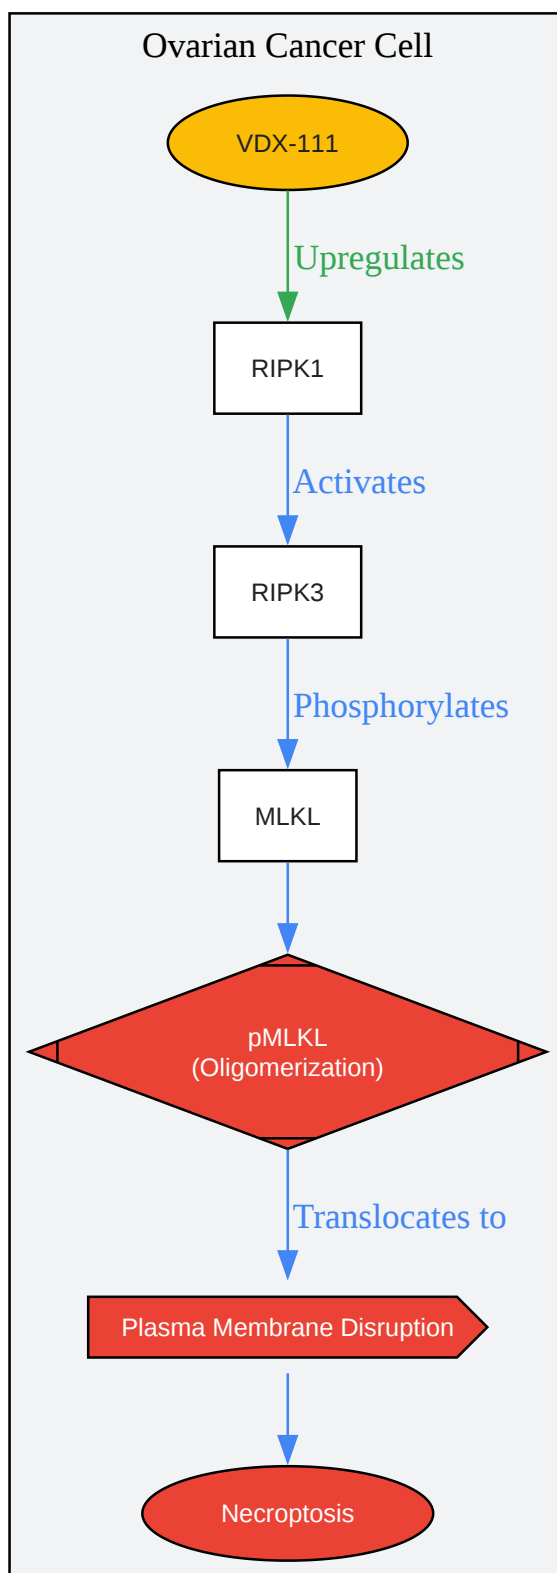 Ovarian Cancer Cell
VDX-111
Upregulates
RIPK1
Activates
RIPK3
Phosphorylates
MLKL
pMLKL
(Oligomerization)
Translocates to
Plasma Membrane Disruption
Necroptosis